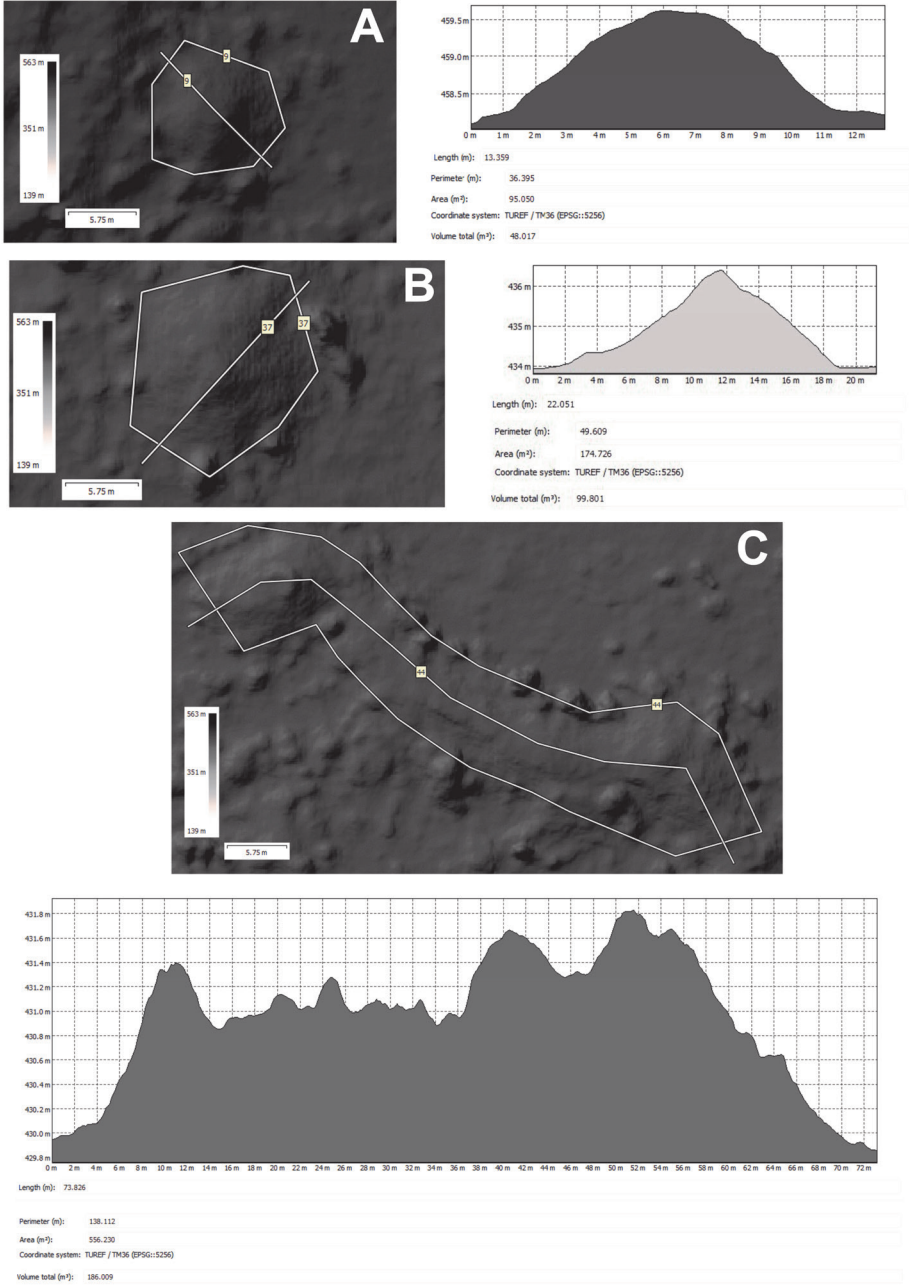 A
563 m
351 m
139 m
5.75 m
9
9
459.5 m
459.0 m
458.5 m
0 m 1 m 2 m 3 m 4 m 5 m 6 m 7 m 8 m 9 m 10 m 11 m 12 m
Length (m): 13.359
Perimeter (m): 36.395
Area (m²): 95.050
Coordinate system: TUREF / TM36 (EPSG::5256)
Volume total (m³): 48.017
B
563 m
351 m
139 m
5.75 m
37
37
436 m
435 m
434 m
0 m 2 m 4 m 6 m 8 m 10 m 12 m 14 m 16 m 18 m 20 m
Length (m): 22.051
Perimeter (m): 49.609
Area (m²): 174.726
Coordinate system: TUREF / TM36 (EPSG::5256)
Volume total (m³): 99.801
C
44
44
563 m
351 m
139 m
5.75 m
431.8 m
431.6 m
431.4 m
431.2 m
431.0 m
430.8 m
430.6 m
430.4 m
430.2 m
430.0 m
429.8 m
0 m 2 m 4 m 6 m 8 m 10 m 12 m 14 m 16 m 18 m 20 m 22 m 24 m 26 m 28 m 30 m 32 m 34 m 36 m 38 m 40 m 42 m 44 m 46 m 48 m 50 m 52 m 54 m 56 m 58 m 60 m 62 m 64 m 66 m 68 m 70 m 72 m
Length (m): 73.826
Perimeter (m): 138.112
Area (m²): 556.230
Coordinate system: TUREF / TM36 (EPSG::5256)
Volume total (m³): 186.009